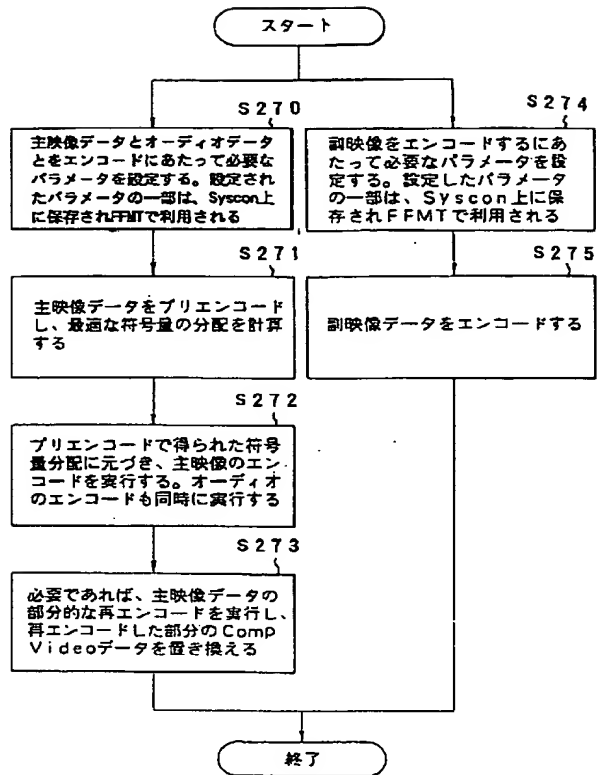 スタート
S270
主映像データとオーディオデータ
とをエンコードにあたって必要な
パラメータを設定する。設定され
たパラメータの一部は、Syscon上
に保存されFFMTで利用される
S271
主映像データをプリエンコード
し、最適な符号量の分配を計算
する
S272
プリエンコードで得られた符号
量分配に元づき、主映像のエン
コードを実行する。オーディオ
のエンコードも同時に実行する
S273
必要であれば、主映像データの
部分的な再エンコードを実行し、
再エンコードした部分のComp
Videoデータを置き換える
S274
副映像をエンコードするにあ
たって必要なパラメータを設
定する。設定したパラメータ
の一部は、Syscon上に保
存されFFMTで利用される
S275
副映像データをエンコードする
終了